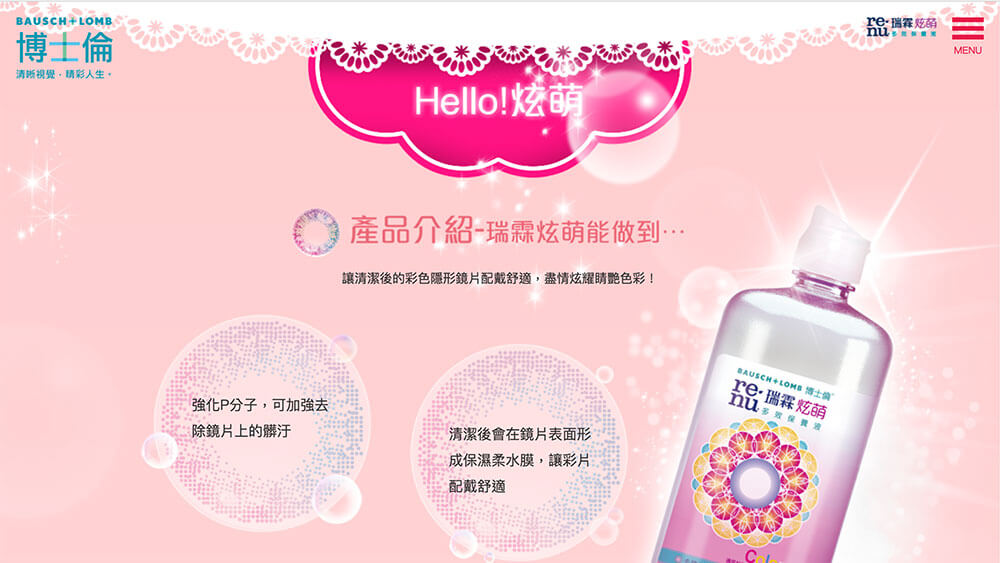 BAUSCH+LOMB
博士倫
清晰視覺．精彩人生。
re·nu 瑞霖炫萌
多效保養液
MENU
Hello!炫萌
產品介紹-瑞霖炫萌能做到…
讓清潔後的彩色隱形鏡片配戴舒適，盡情炫耀睛艷色彩！
強化P分子，可加強去
除鏡片上的髒汙
清潔後會在鏡片表面形
成保濕柔水膜，讓彩片
配戴舒適
BAUSCH+LOMB 博士倫
re·nu 瑞霖炫萌
多效保養液